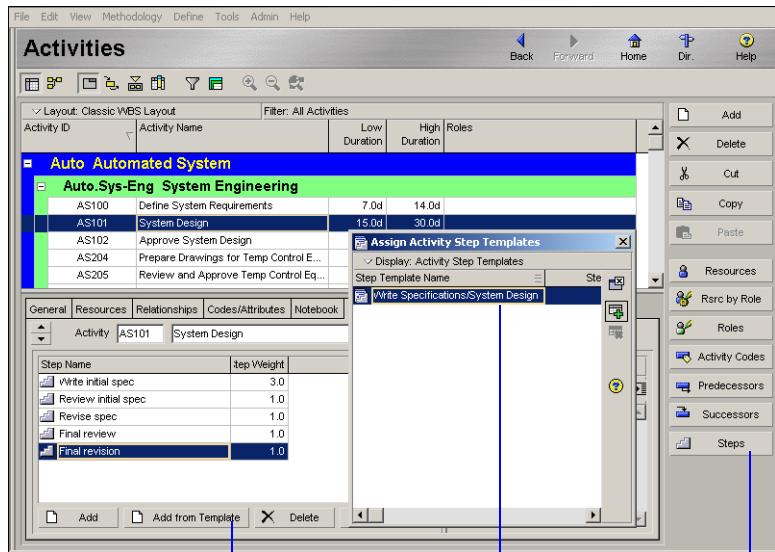 File Edit View Methodology Define Tools Admin Help
Activities
Back Forward Home Dir. Help
Layout: Classic WBS Layout Filter: All Activities
Activity ID Activity Name Low Duration High Duration Roles
Auto Automated System
Auto.Sys-Eng System Engineering
AS100 Define System Requirements 7.0d 14.0d
AS101 System Design 15.0d 30.0d
AS102 Approve System Design
AS204 Prepare Drawings for Temp Control E...
AS205 Review and Approve Temp Control Eq...
General Resources Relationships Codes/Attributes Notebook
Activity AS101 System Design
Step Name Step Weight
Write initial spec 3.0
Review initial spec 1.0
Revise spec 1.0
Final review 1.0
Final revision 1.0
Add Add from Template Delete
Assign Activity Step Templates
Display: Activity Step Templates
Step Template Name Ste
Write Specifications/System Design
Add
Delete
Cut
Copy
Paste
Resources
Rsrc by Role
Roles
Activity Codes
Predecessors
Successors
Steps